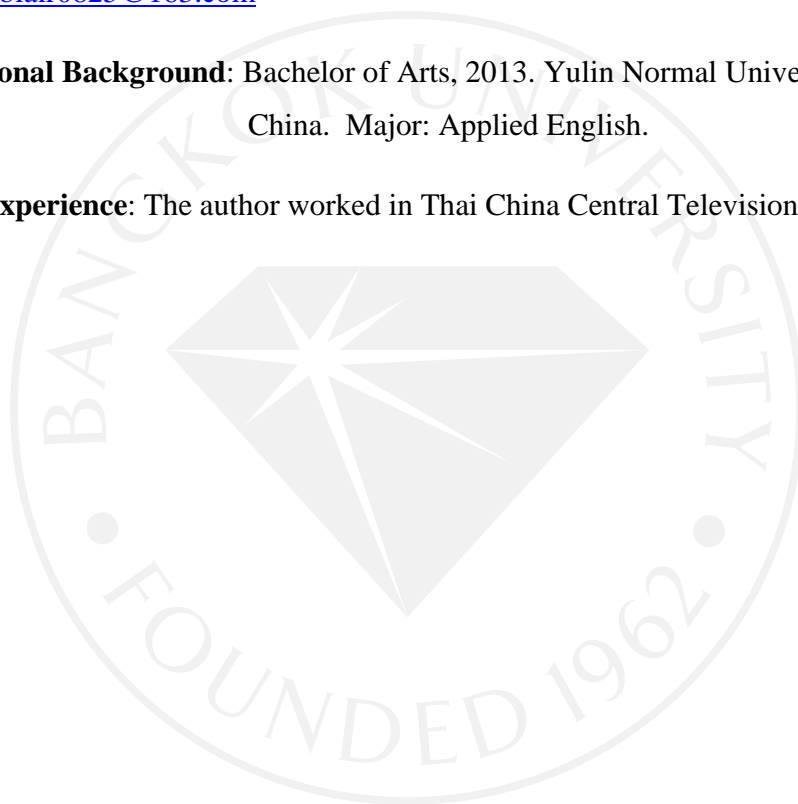 onal Background: Bachelor of Arts, 2013. Yulin Normal Unive
China. Major: Applied English.
xperience: The author worked in Thai China Central Television
BANGKOK UNIVERSITY
• FOUNDED 1962 •